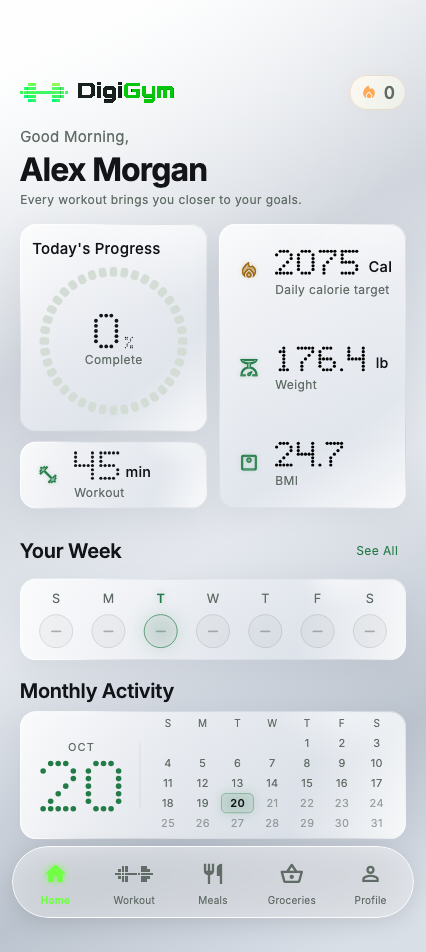 DigiGym
0
Good Morning,
Alex Morgan
Every workout brings you closer to your goals.
Today's Progress
0%
Complete
45 min
Workout
2075 Cal
Daily calorie target
176.4 lb
Weight
24.7
BMI
Your Week
See All
S M T W T F S
– – – – – – –
Monthly Activity
OCT
20
S M T W T F S
1 2 3
4 5 6 7 8 9 10
11 12 13 14 15 16 17
18 19 20 21 22 23 24
25 26 27 28 29 30 31
Home Workout Meals Groceries Profile